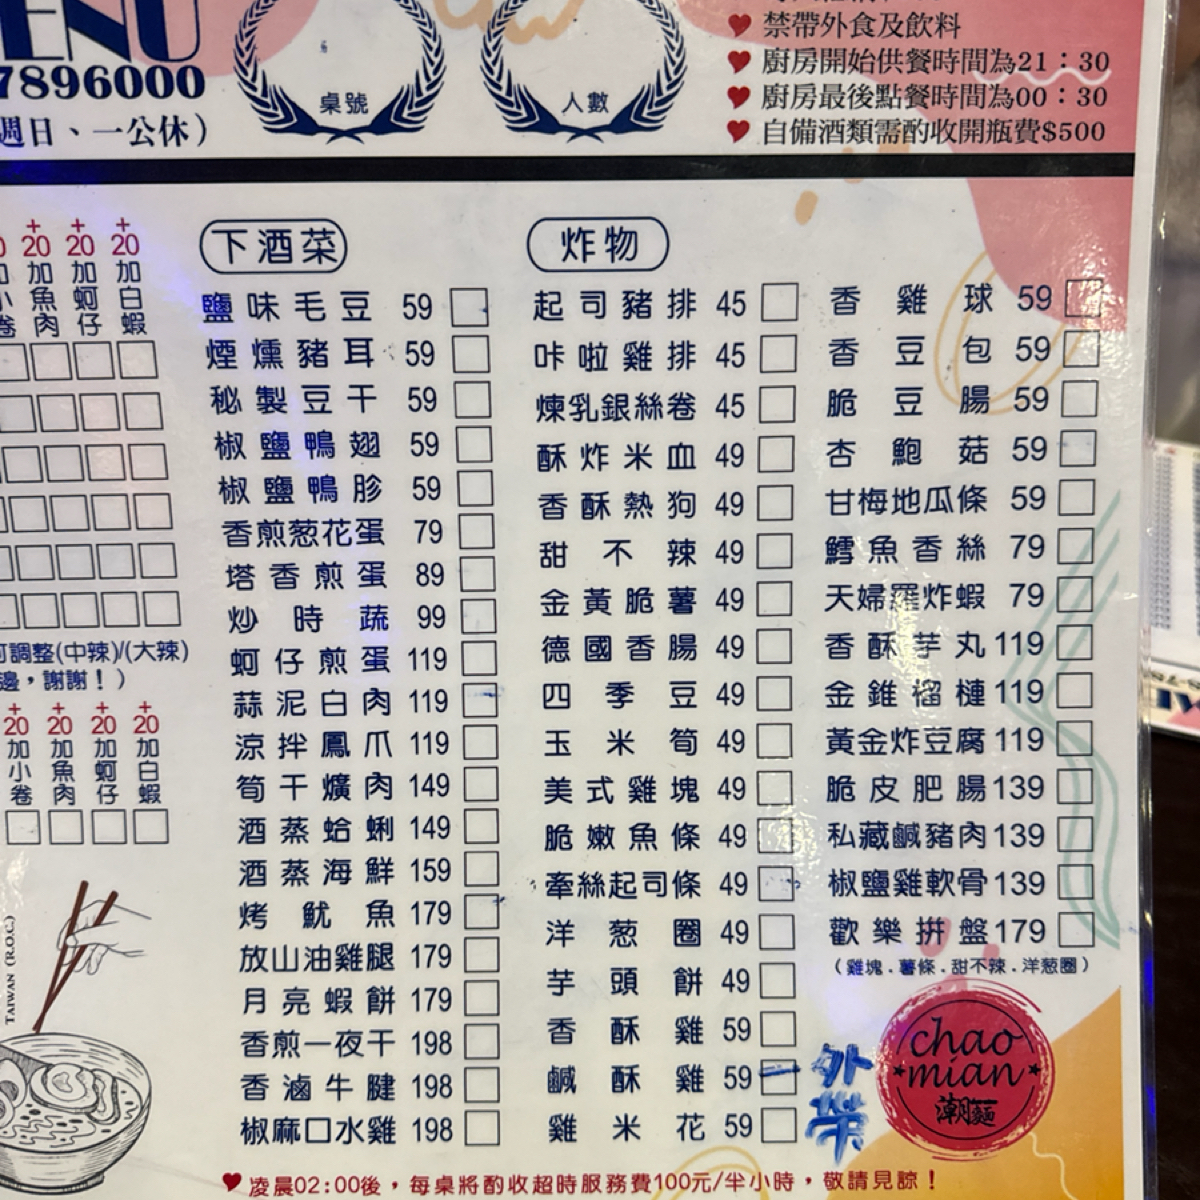 ENU
7896000
週日、一公休）
桌號
人數
禁帶外食及飲料
廚房開始供餐時間為21：30
廚房最後點餐時間為00：30
自備酒類需酌收開瓶費$500
+ + +
20 20 20
加魚肉 加蚵仔 加白蝦
調整(中辣)/(大辣)
邊，謝謝！）
+ + + +
20 20 20 20
加小卷 加魚肉 加蚵仔 加白蝦
TAIWAN (R.O.C.)
下酒菜
鹽味毛豆 59
煙燻豬耳 59
秘製豆干 59
椒鹽鴨翅 59
椒鹽鴨胗 59
香煎葱花蛋 79
塔香煎蛋 89
炒時蔬 99
蚵仔煎蛋 119
蒜泥白肉 119
涼拌鳳爪 119
筍干爌肉 149
酒蒸蛤蜊 149
酒蒸海鮮 159
烤魷魚 179
放山油雞腿 179
月亮蝦餅 179
香煎一夜干 198
香滷牛腱 198
椒麻口水雞 198
炸物
起司豬排 45
咔啦雞排 45
煉乳銀絲卷 45
酥炸米血 49
香酥熱狗 49
甜不辣 49
金黃脆薯 49
德國香腸 49
四季豆 49
玉米筍 49
美式雞塊 49
脆嫩魚條 49
牽絲起司條 49
洋葱圈 49
芋頭餅 49
香酥雞 59
鹹酥雞 59 一
雞米花 59
外帶
香雞球 59
香豆包 59
脆豆腸 59
杏鮑菇 59
甘梅地瓜條 59
鱈魚香絲 79
天婦羅炸蝦 79
香酥芋丸 119
金錐榴槤 119
黃金炸豆腐 119
脆皮肥腸 139
私藏鹹豬肉 139
椒鹽雞軟骨 139
歡樂拼盤 179
（雞塊.薯條.甜不辣.洋葱圈）
chao
mian
潮麵
凌晨02:00後，每桌將酌收超時服務費100元/半小時，敬請見諒！